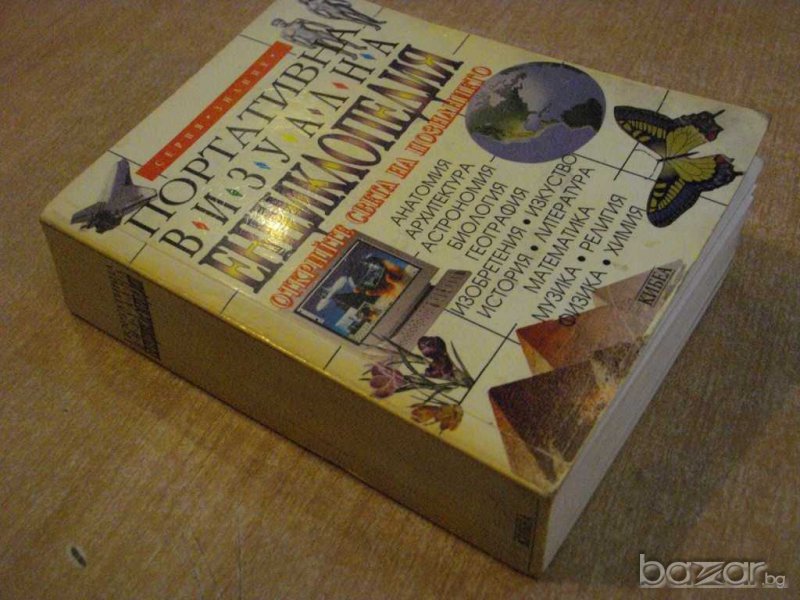 СЕРИЯ • ЗНАНИЕ •
ПОРТАТИВНА
ВИЗУАЛНА
ЕНЦИКЛОПЕДИЯ
ОТКРИЙТЕ СВЕТА НА ПОЗНАНИЕТО
АНАТОМИЯ
АРХИТЕКТУРА
АСТРОНОМИЯ
БИОЛОГИЯ
ГЕОГРАФИЯ
ИЗОБРЕТЕНИЯ • ИЗКУСТВО
ИСТОРИЯ • ЛИТЕРАТУРА
МАТЕМАТИКА
МУЗИКА • РЕЛИГИЯ
ФИЗИКА • ХИМИЯ
КИБЕА
КИБЕА
bazar.bg